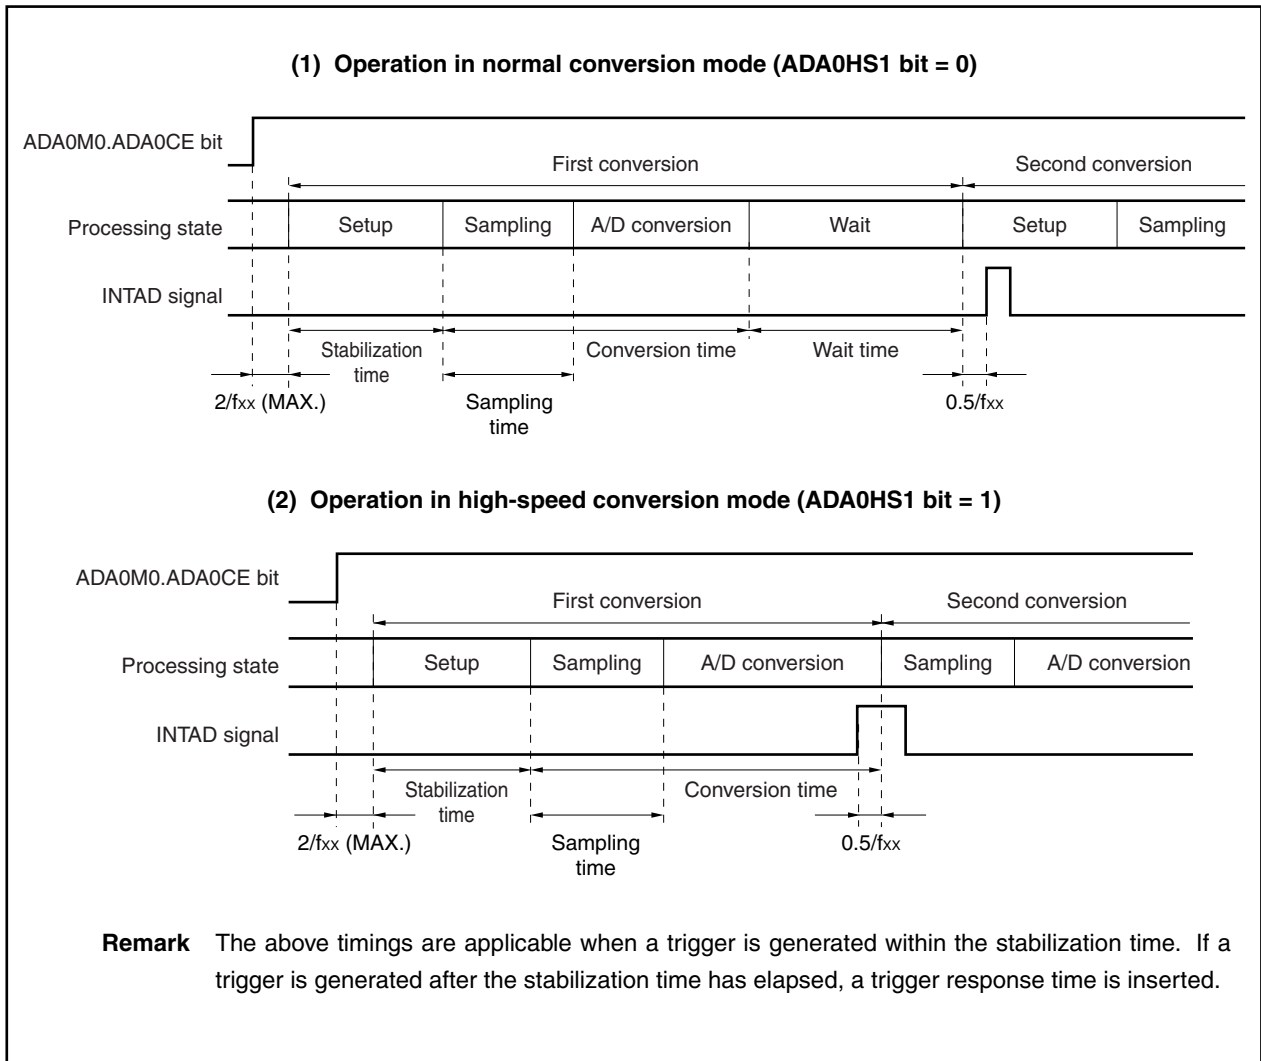 (1) Operation in normal conversion mode (ADA0HS1 bit = 0)
ADA0M0.ADA0CE bit
First conversion
Second conversion
Processing state
Setup
Sampling
A/D conversion
Wait
Setup
Sampling
INTAD signal
Stabilization
time
Conversion time
Wait time
2/fxx (MAX.)
Sampling
time
0.5/fxx
(2) Operation in high-speed conversion mode (ADA0HS1 bit = 1)
ADA0M0.ADA0CE bit
First conversion
Second conversion
Processing state
Setup
Sampling
A/D conversion
Sampling
A/D conversion
INTAD signal
Stabilization
time
Conversion time
2/fxx (MAX.)
Sampling
time
0.5/fxx
Remark The above timings are applicable when a trigger is generated within the stabilization time. If a
trigger is generated after the stabilization time has elapsed, a trigger response time is inserted.